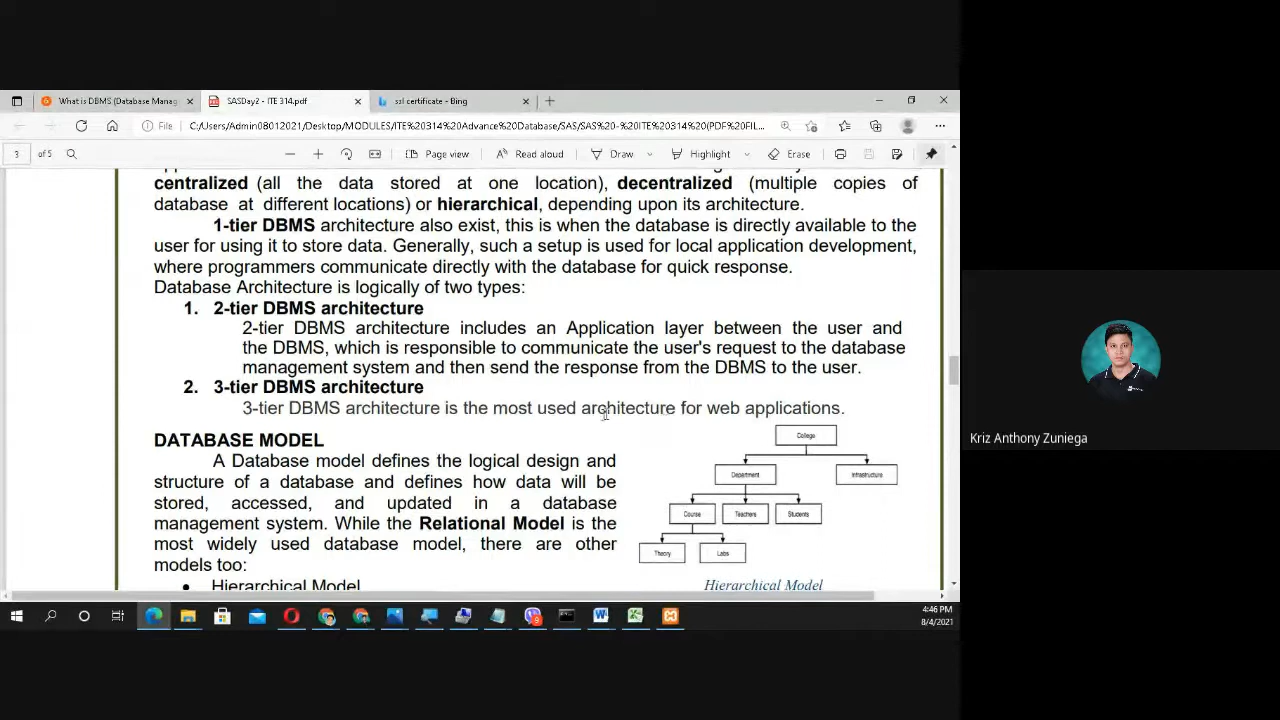 What is DBMS (Database Manag
SASDay2 - ITE 314.pdf
ssl certificate - Bing
File
C:/Users/Admin08012021/Desktop/MODULES/ITE%20314%20Advance%20Database/SAS/SAS%20-%20ITE%20314%20(PDF%20FIL...
3 of 5
Page view
Read aloud
Draw
Highlight
Erase
centralized (all the data stored at one location), decentralized (multiple copies of
database at different locations) or hierarchical, depending upon its architecture.
1-tier DBMS architecture also exist, this is when the database is directly available to the
user for using it to store data. Generally, such a setup is used for local application development,
where programmers communicate directly with the database for quick response.
Database Architecture is logically of two types:
1. 2-tier DBMS architecture
2-tier DBMS architecture includes an Application layer between the user and
the DBMS, which is responsible to communicate the user's request to the database
management system and then send the response from the DBMS to the user.
2. 3-tier DBMS architecture
3-tier DBMS architecture is the most used architecture for web applications.
DATABASE MODEL
A Database model defines the logical design and
structure of a database and defines how data will be
stored, accessed, and updated in a database
management system. While the Relational Model is the
most widely used database model, there are other
models too:
• Hierarchical Model
College
Department
Infrastructure
Course
Teachers
Students
Theory
Labs
Hierarchical Model
Kriz Anthony Zuniega
9
4:46 PM
8/4/2021